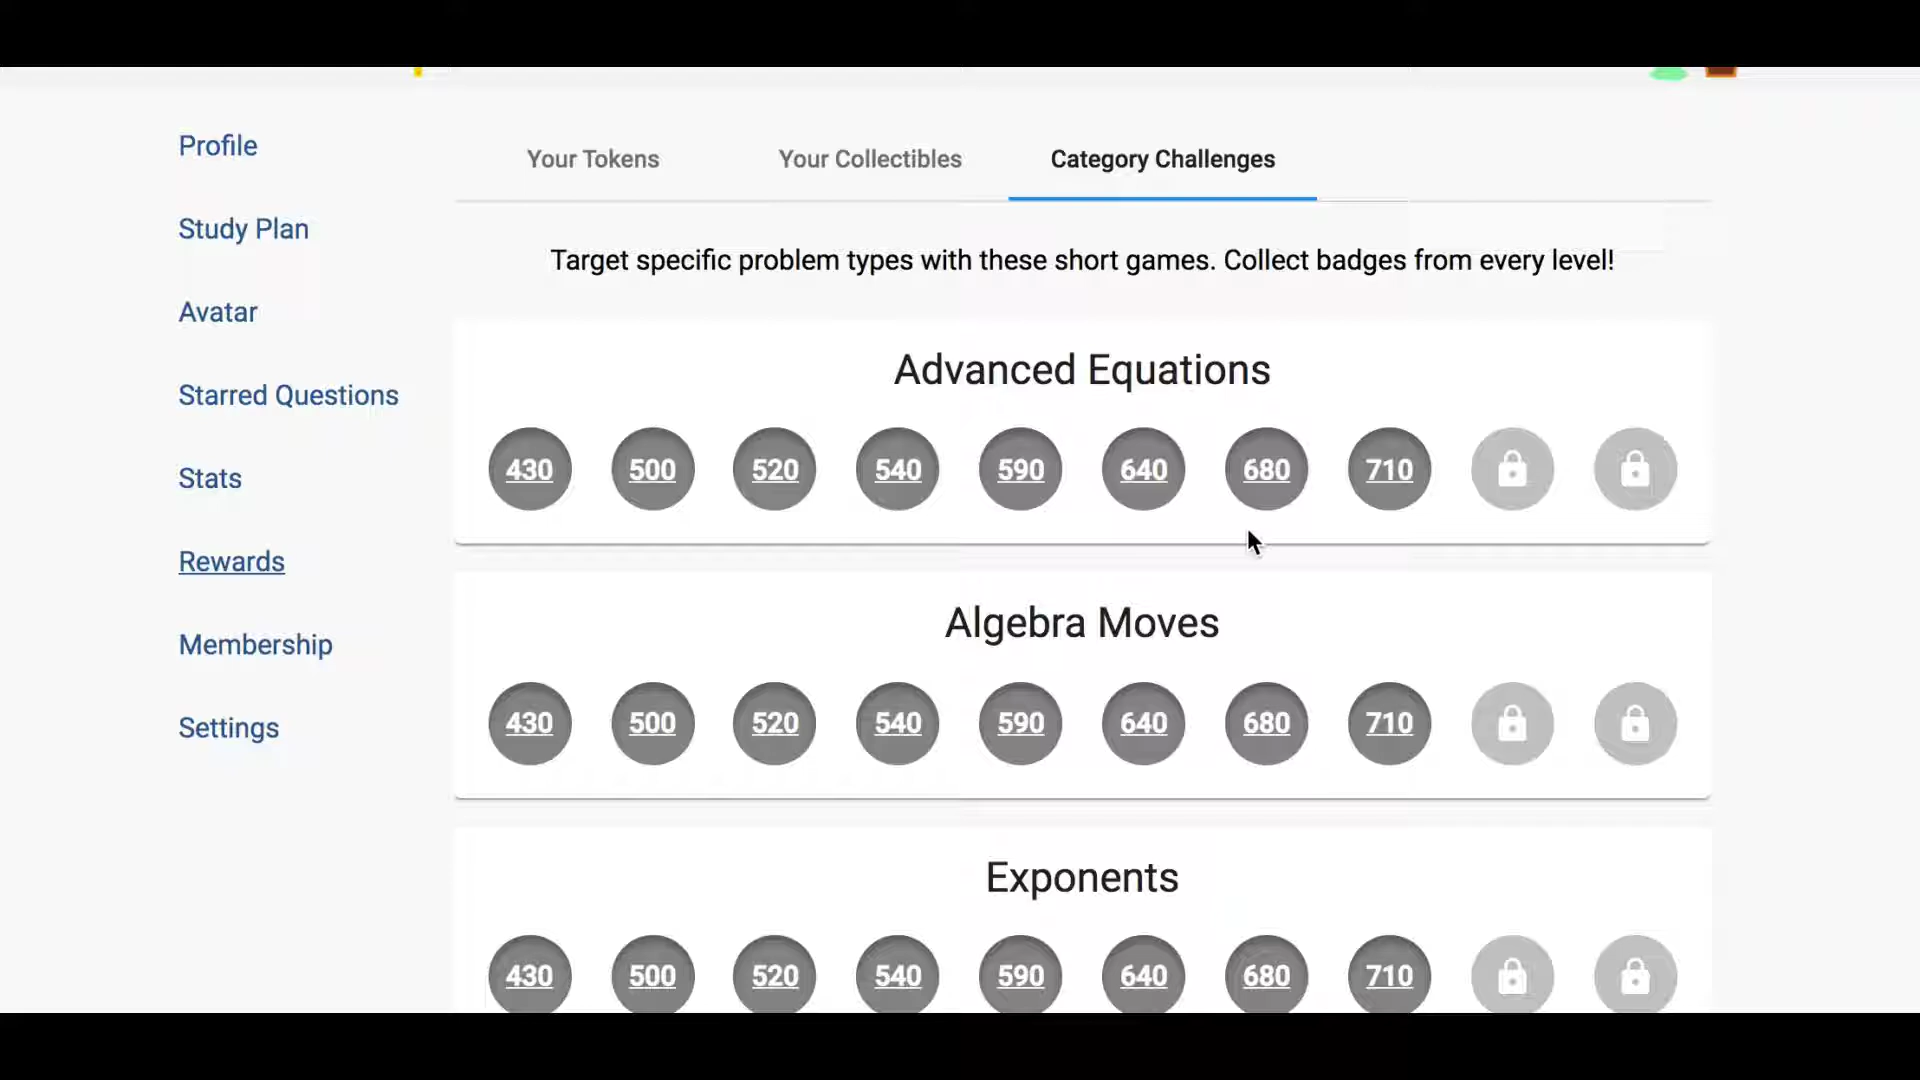 Profile
Study Plan
Avatar
Starred Questions
Stats
Rewards
Membership
Settings
Your Tokens Your Collectibles Category Challenges
Target specific problem types with these short games. Collect badges from every level!
Advanced Equations
430 500 520 540 590 640 680 710
Algebra Moves
430 500 520 540 590 640 680 710
Exponents
430 500 520 540 590 640 680 710